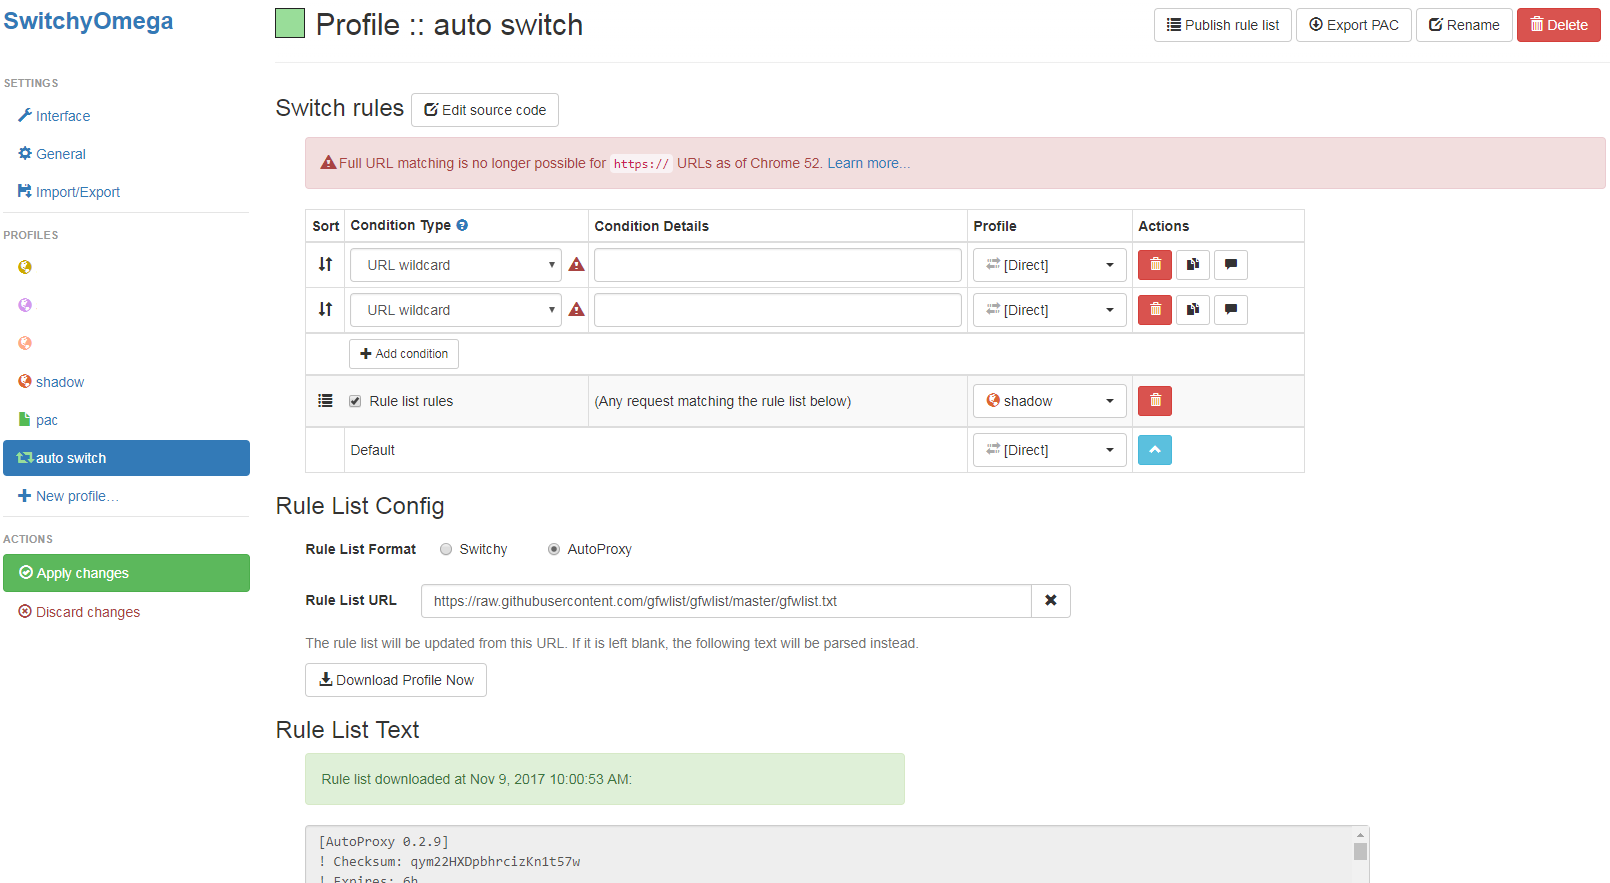 SwitchyOmega
Profile :: auto switch
Publish rule list
Export PAC
Rename
Delete
SETTINGS
Interface
General
Import/Export
PROFILES
shadow
pac
auto switch
New profile…
ACTIONS
Apply changes
Discard changes
Switch rules
Edit source code
Full URL matching is no longer possible for https:// URLs as of Chrome 52. Learn more...
Sort Condition Type Condition Details Profile Actions
URL wildcard [Direct]
URL wildcard [Direct]
Add condition
Rule list rules (Any request matching the rule list below) shadow
Default [Direct]
Rule List Config
Rule List Format Switchy AutoProxy
Rule List URL https://raw.githubusercontent.com/gfwlist/gfwlist/master/gfwlist.txt
The rule list will be updated from this URL. If it is left blank, the following text will be parsed instead.
Download Profile Now
Rule List Text
Rule list downloaded at Nov 9, 2017 10:00:53 AM:
[AutoProxy 0.2.9]
! Checksum: qym22HXDpbhrcizKn1t57w
! Expires: 6h